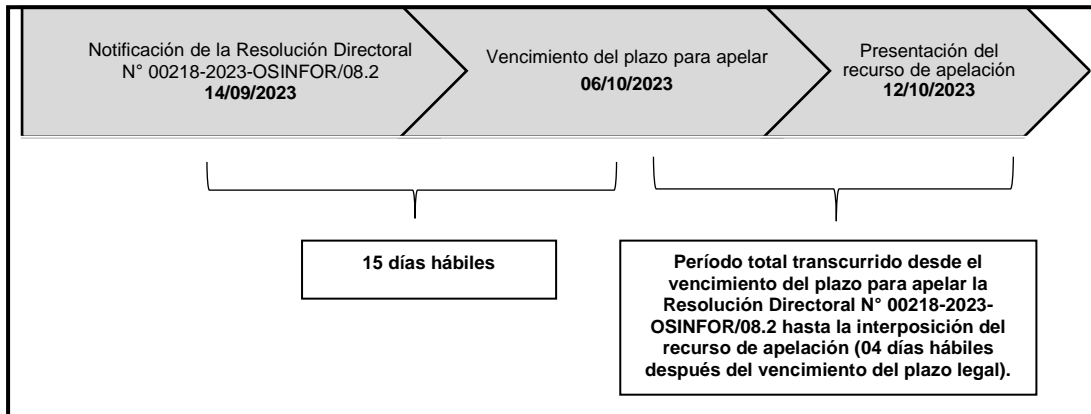 Notificación de la Resolución Directoral
N° 00218-2023-OSINFOR/08.2
14/09/2023
Vencimiento del plazo para apelar
06/10/2023
Presentación del
recurso de apelación
12/10/2023
15 días hábiles
Período total transcurrido desde el
vencimiento del plazo para apelar la
Resolución Directoral N° 00218-2023-
OSINFOR/08.2 hasta la interposición del
recurso de apelación (04 días hábiles
después del vencimiento del plazo legal).